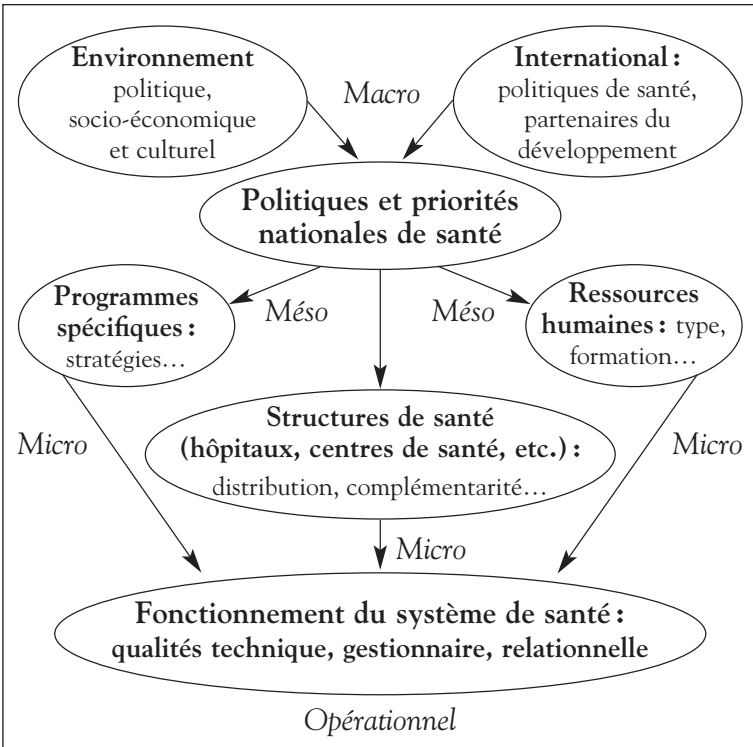 Environnement
politique,
socio-économique
et culturel
Macro
International :
politiques de santé,
partenaires du
développement
Politiques et priorités
nationales de santé
Programmes
spécifiques :
stratégies…
Méso
Méso
Ressources
humaines : type,
formation…
Structures de santé
(hôpitaux, centres de santé, etc.) :
distribution, complémentarité…
Micro
Micro
Micro
Fonctionnement du système de santé :
qualités technique, gestionnaire, relationnelle
Opérationnel